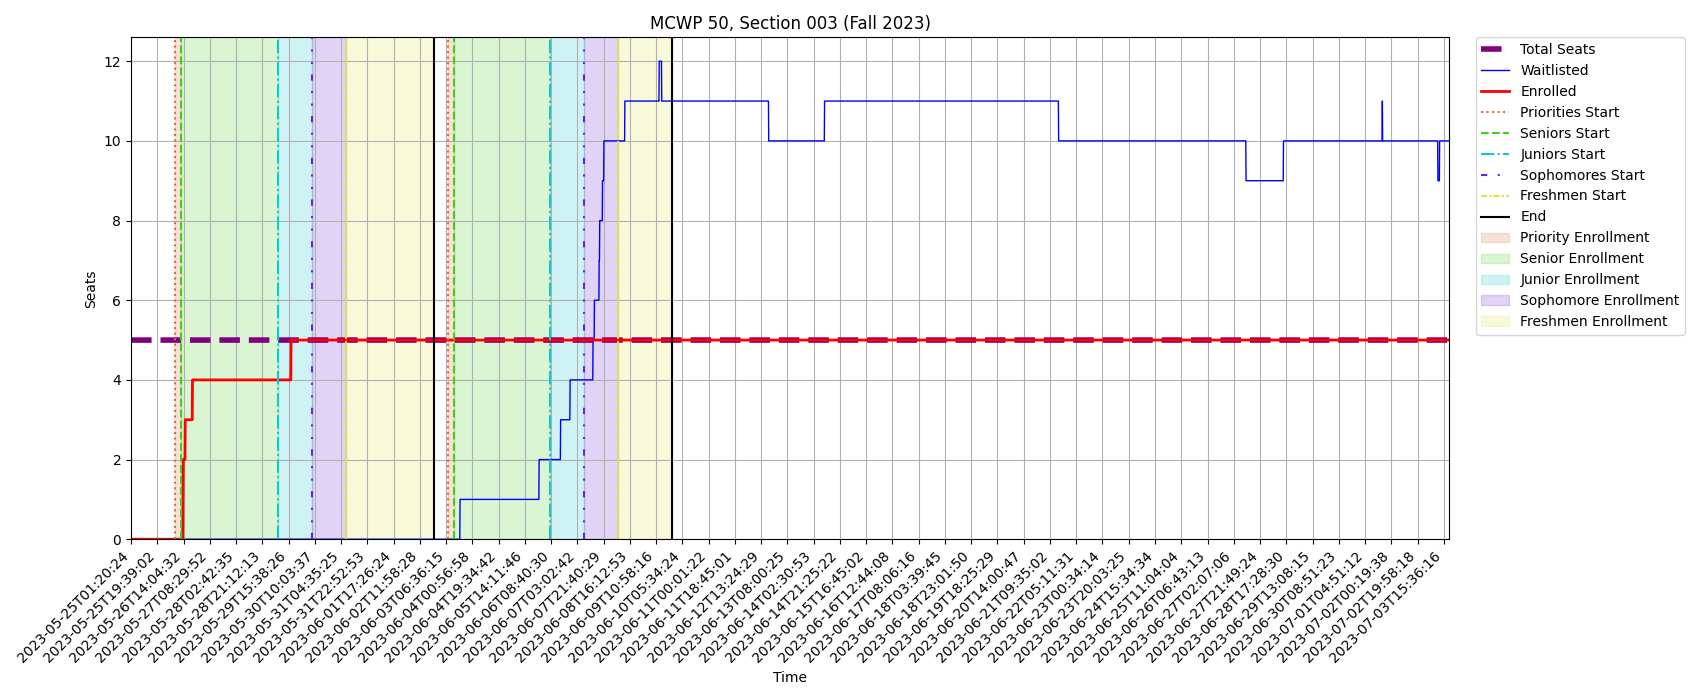 MCWP 50, Section 003 (Fall 2023)
Seats
12
10
8
6
4
2
0
2023-05-25T01:20:24
2023-05-25T19:39:02
2023-05-26T14:04:32
2023-05-27T08:29:52
2023-05-28T02:42:35
2023-05-28T21:12:13
2023-05-29T15:38:26
2023-05-30T10:03:37
2023-05-31T04:35:25
2023-05-31T22:52:53
2023-06-01T17:26:24
2023-06-02T11:58:28
2023-06-03T06:36:15
2023-06-04T00:56:58
2023-06-04T19:34:42
2023-06-05T14:11:46
2023-06-06T08:40:30
2023-06-07T03:02:42
2023-06-07T21:40:29
2023-06-08T16:12:53
2023-06-09T10:58:16
2023-06-10T05:34:24
2023-06-11T00:01:22
2023-06-11T18:45:01
2023-06-12T13:24:29
2023-06-13T08:00:25
2023-06-14T02:30:53
2023-06-14T21:25:22
2023-06-15T16:45:02
2023-06-16T12:44:08
2023-06-17T08:06:16
2023-06-18T03:39:45
2023-06-18T23:01:50
2023-06-19T18:25:29
2023-06-20T14:00:47
2023-06-21T09:35:02
2023-06-22T05:11:31
2023-06-23T00:34:14
2023-06-23T20:03:25
2023-06-24T15:34:34
2023-06-25T11:04:04
2023-06-26T06:43:13
2023-06-27T02:07:06
2023-06-27T21:49:24
2023-06-28T17:28:30
2023-06-29T13:08:15
2023-06-30T08:51:23
2023-07-01T04:51:12
2023-07-02T00:19:38
2023-07-02T19:58:18
2023-07-03T15:36:16
Time
Total Seats
Waitlisted
Enrolled
Priorities Start
Seniors Start
Juniors Start
Sophomores Start
Freshmen Start
End
Priority Enrollment
Senior Enrollment
Junior Enrollment
Sophomore Enrollment
Freshmen Enrollment